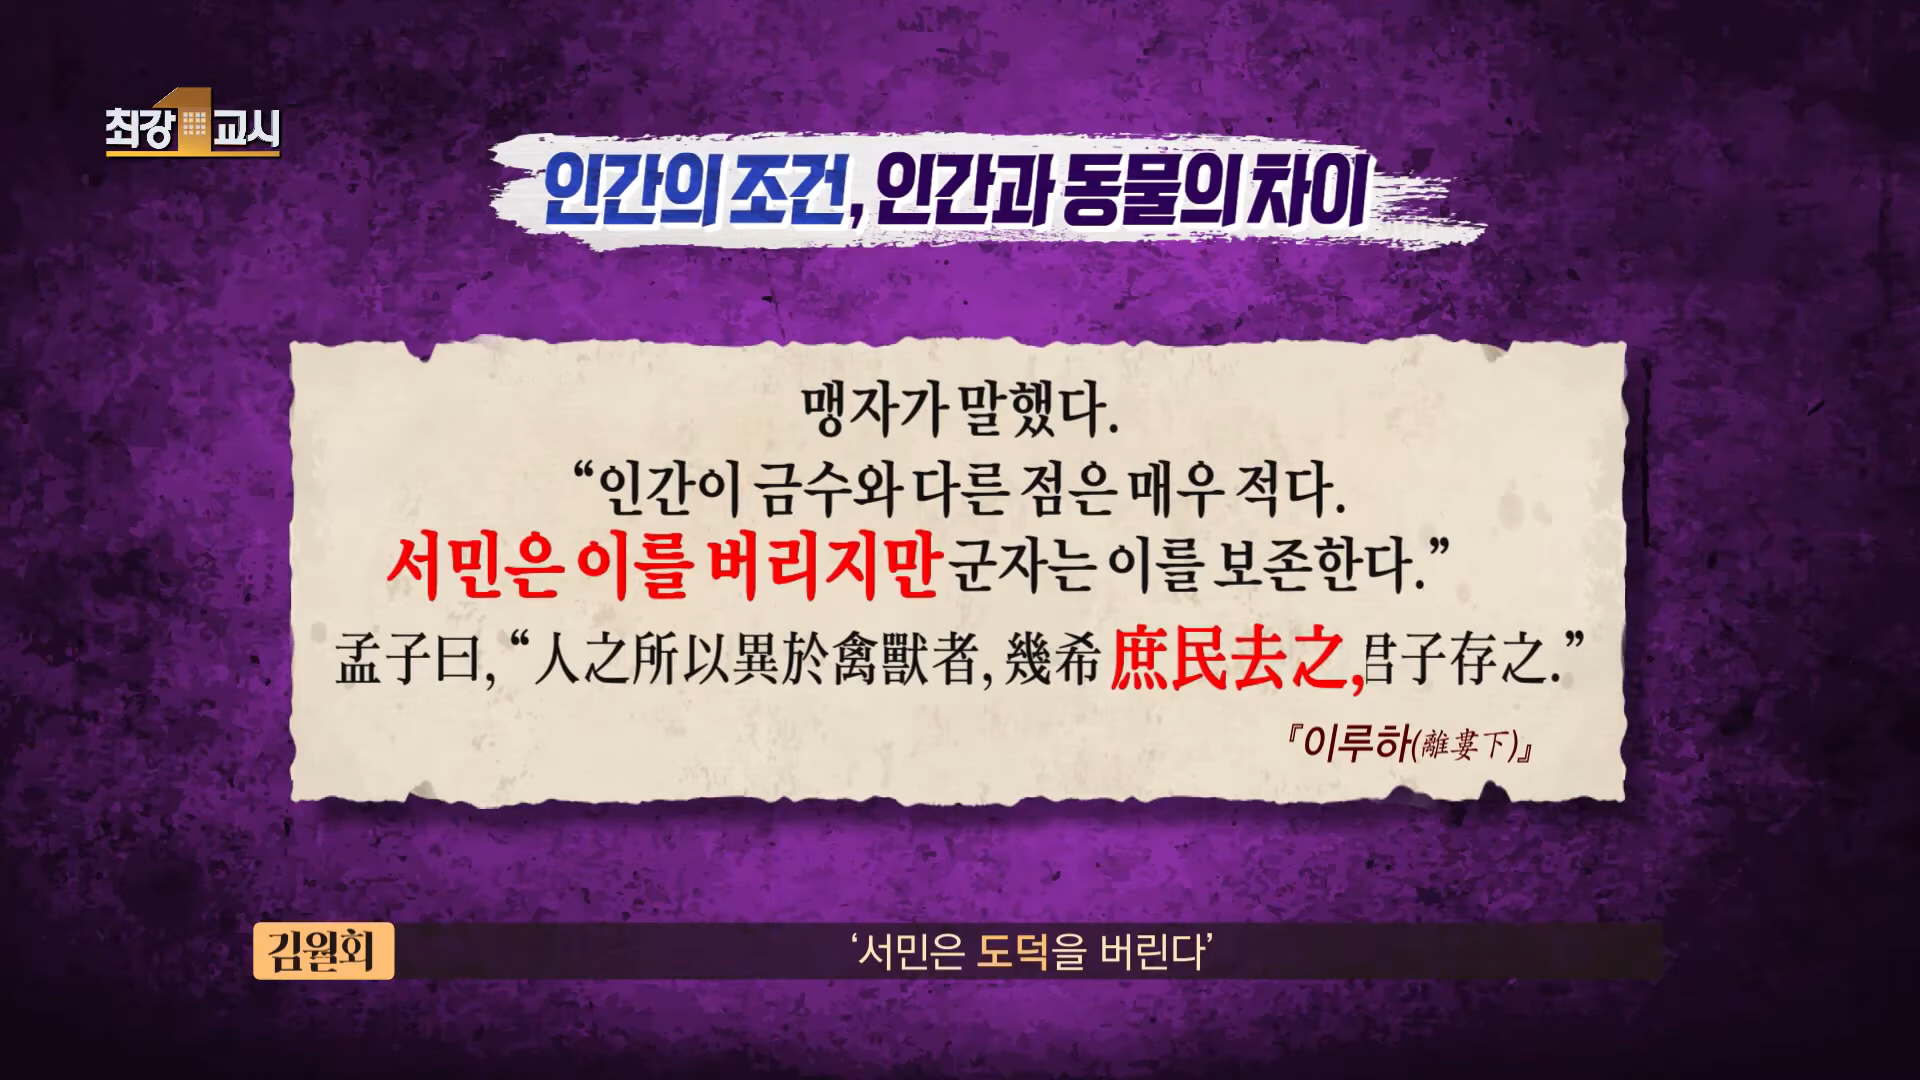 최강1교시
인간의 조건, 인간과 동물의 차이
맹자가 말했다.
“인간이 금수와 다른 점은 매우 적다.
서민은 이를 버리지만 군자는 이를 보존한다.”
孟子曰, “人之所以異於禽獸者, 幾希 庶民去之, 君子存之.”
『이루하(離婁下)』
김월회
‘서민은 도덕을 버린다’